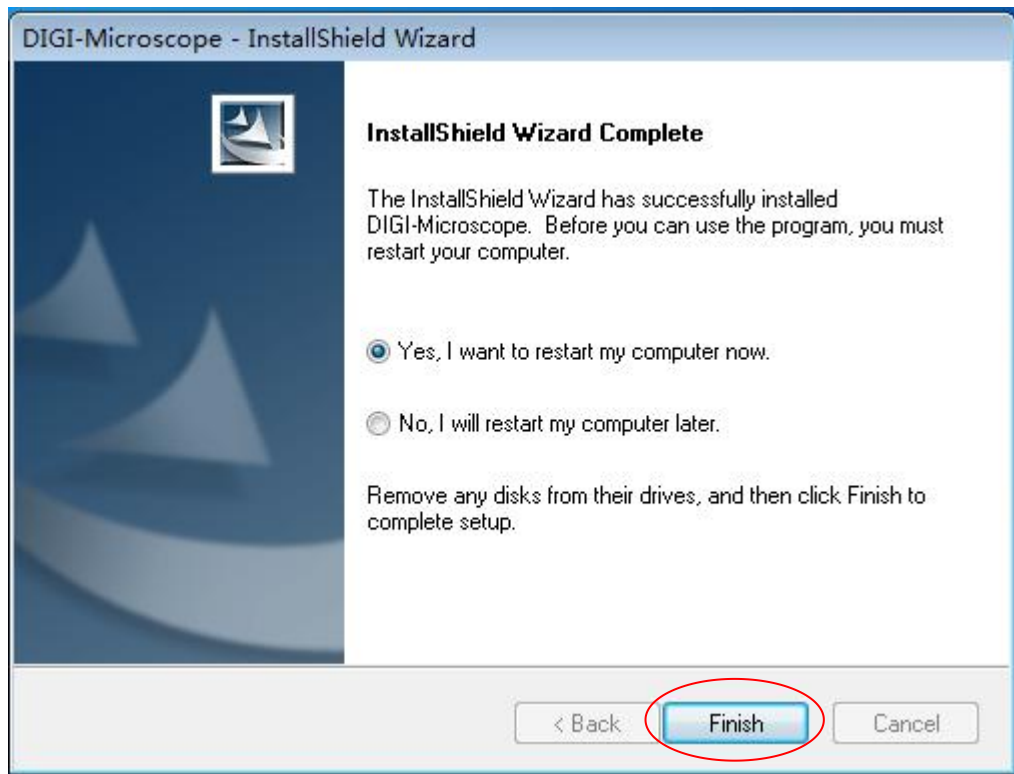 DIGI-Microscope - InstallShield Wizard
InstallShield Wizard Complete
The InstallShield Wizard has successfully installed
DIGI-Microscope. Before you can use the program, you must
restart your computer.
Yes, I want to restart my computer now.
No, I will restart my computer later.
Remove any disks from their drives, and then click Finish to
complete setup.
< Back
Finish
Cancel